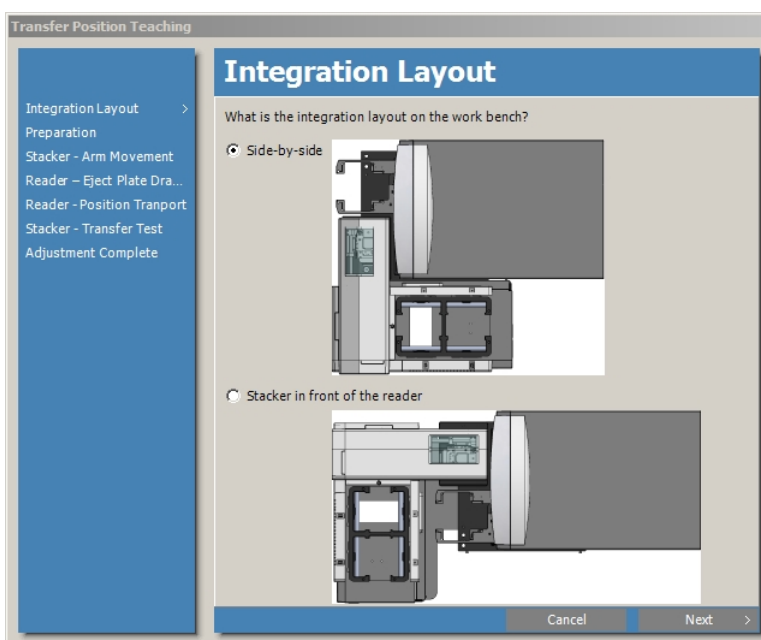 Transfer Position Teaching
Integration Layout >
Preparation
Stacker - Arm Movement
Reader – Eject Plate Dra...
Reader - Position Tranport
Stacker - Transfer Test
Adjustment Complete
Integration Layout
What is the integration layout on the work bench?
Side-by-side
Stacker in front of the reader
Cancel
Next >